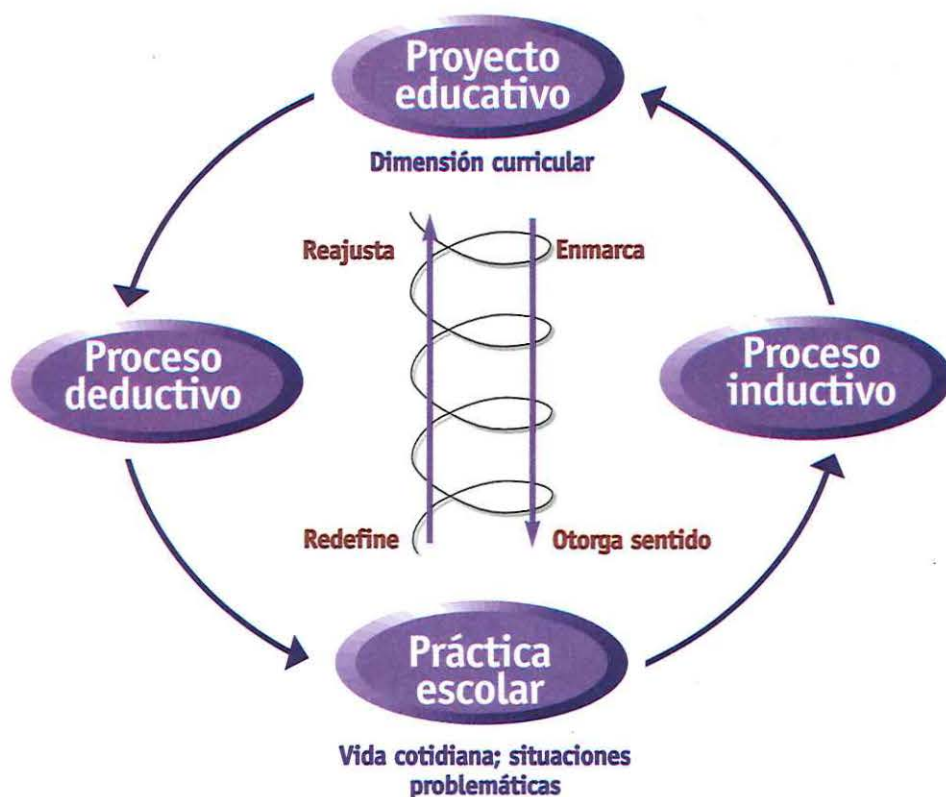 Proyecto
educativo
Dimensión curricular
Reajusta
Enmarca
Proceso
deductivo
Proceso
inductivo
Redefine
Otorga sentido
Práctica
escolar
Vida cotidiana; situaciones
problemáticas